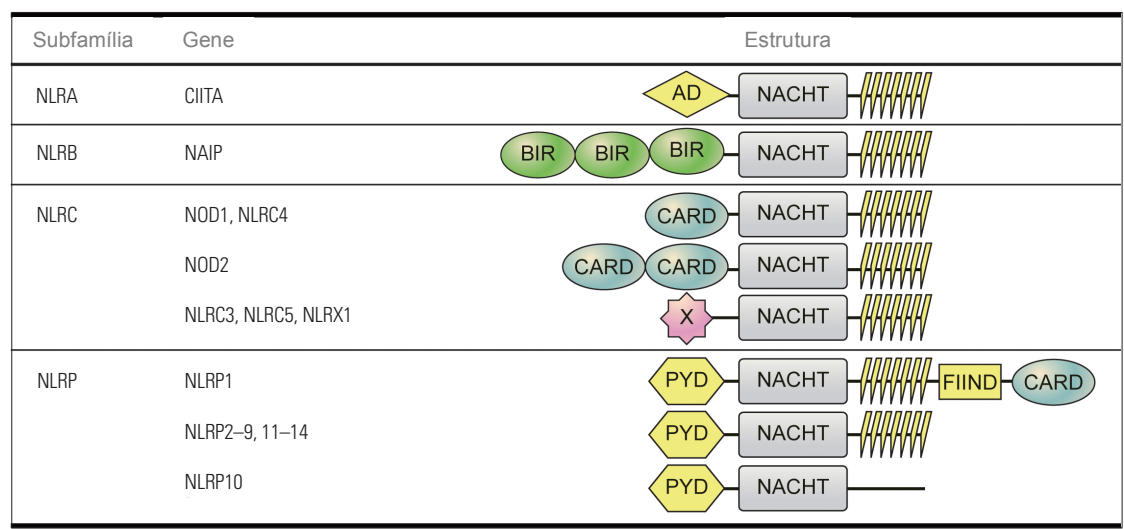 Subfamília Gene Estrutura
NLRA CIITA AD NACHT
NLRB NAIP BIR BIR BIR NACHT
NLRC NOD1, NLRC4 CARD NACHT
NOD2 CARD CARD NACHT
NLRC3, NLRC5, NLRX1 X NACHT
NLRP NLRP1 PYD NACHT FIIND CARD
NLRP2–9, 11–14 PYD NACHT
NLRP10 PYD NACHT